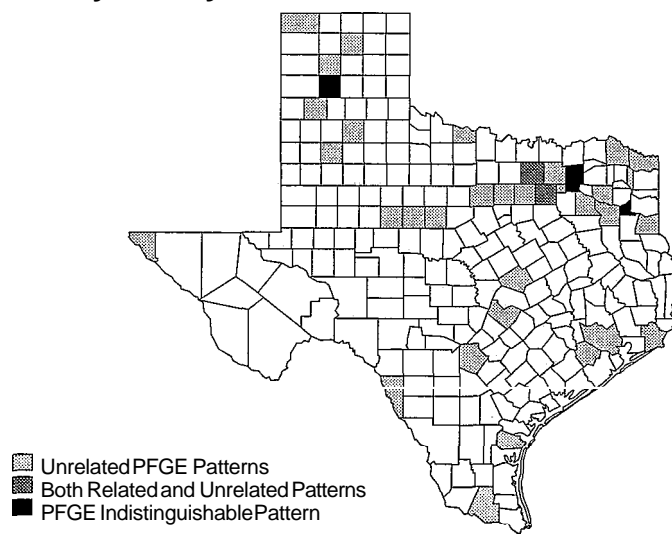 Unrelated PFGE Patterns
Both Related and Unrelated Patterns
PFGE Indistinguishable Pattern